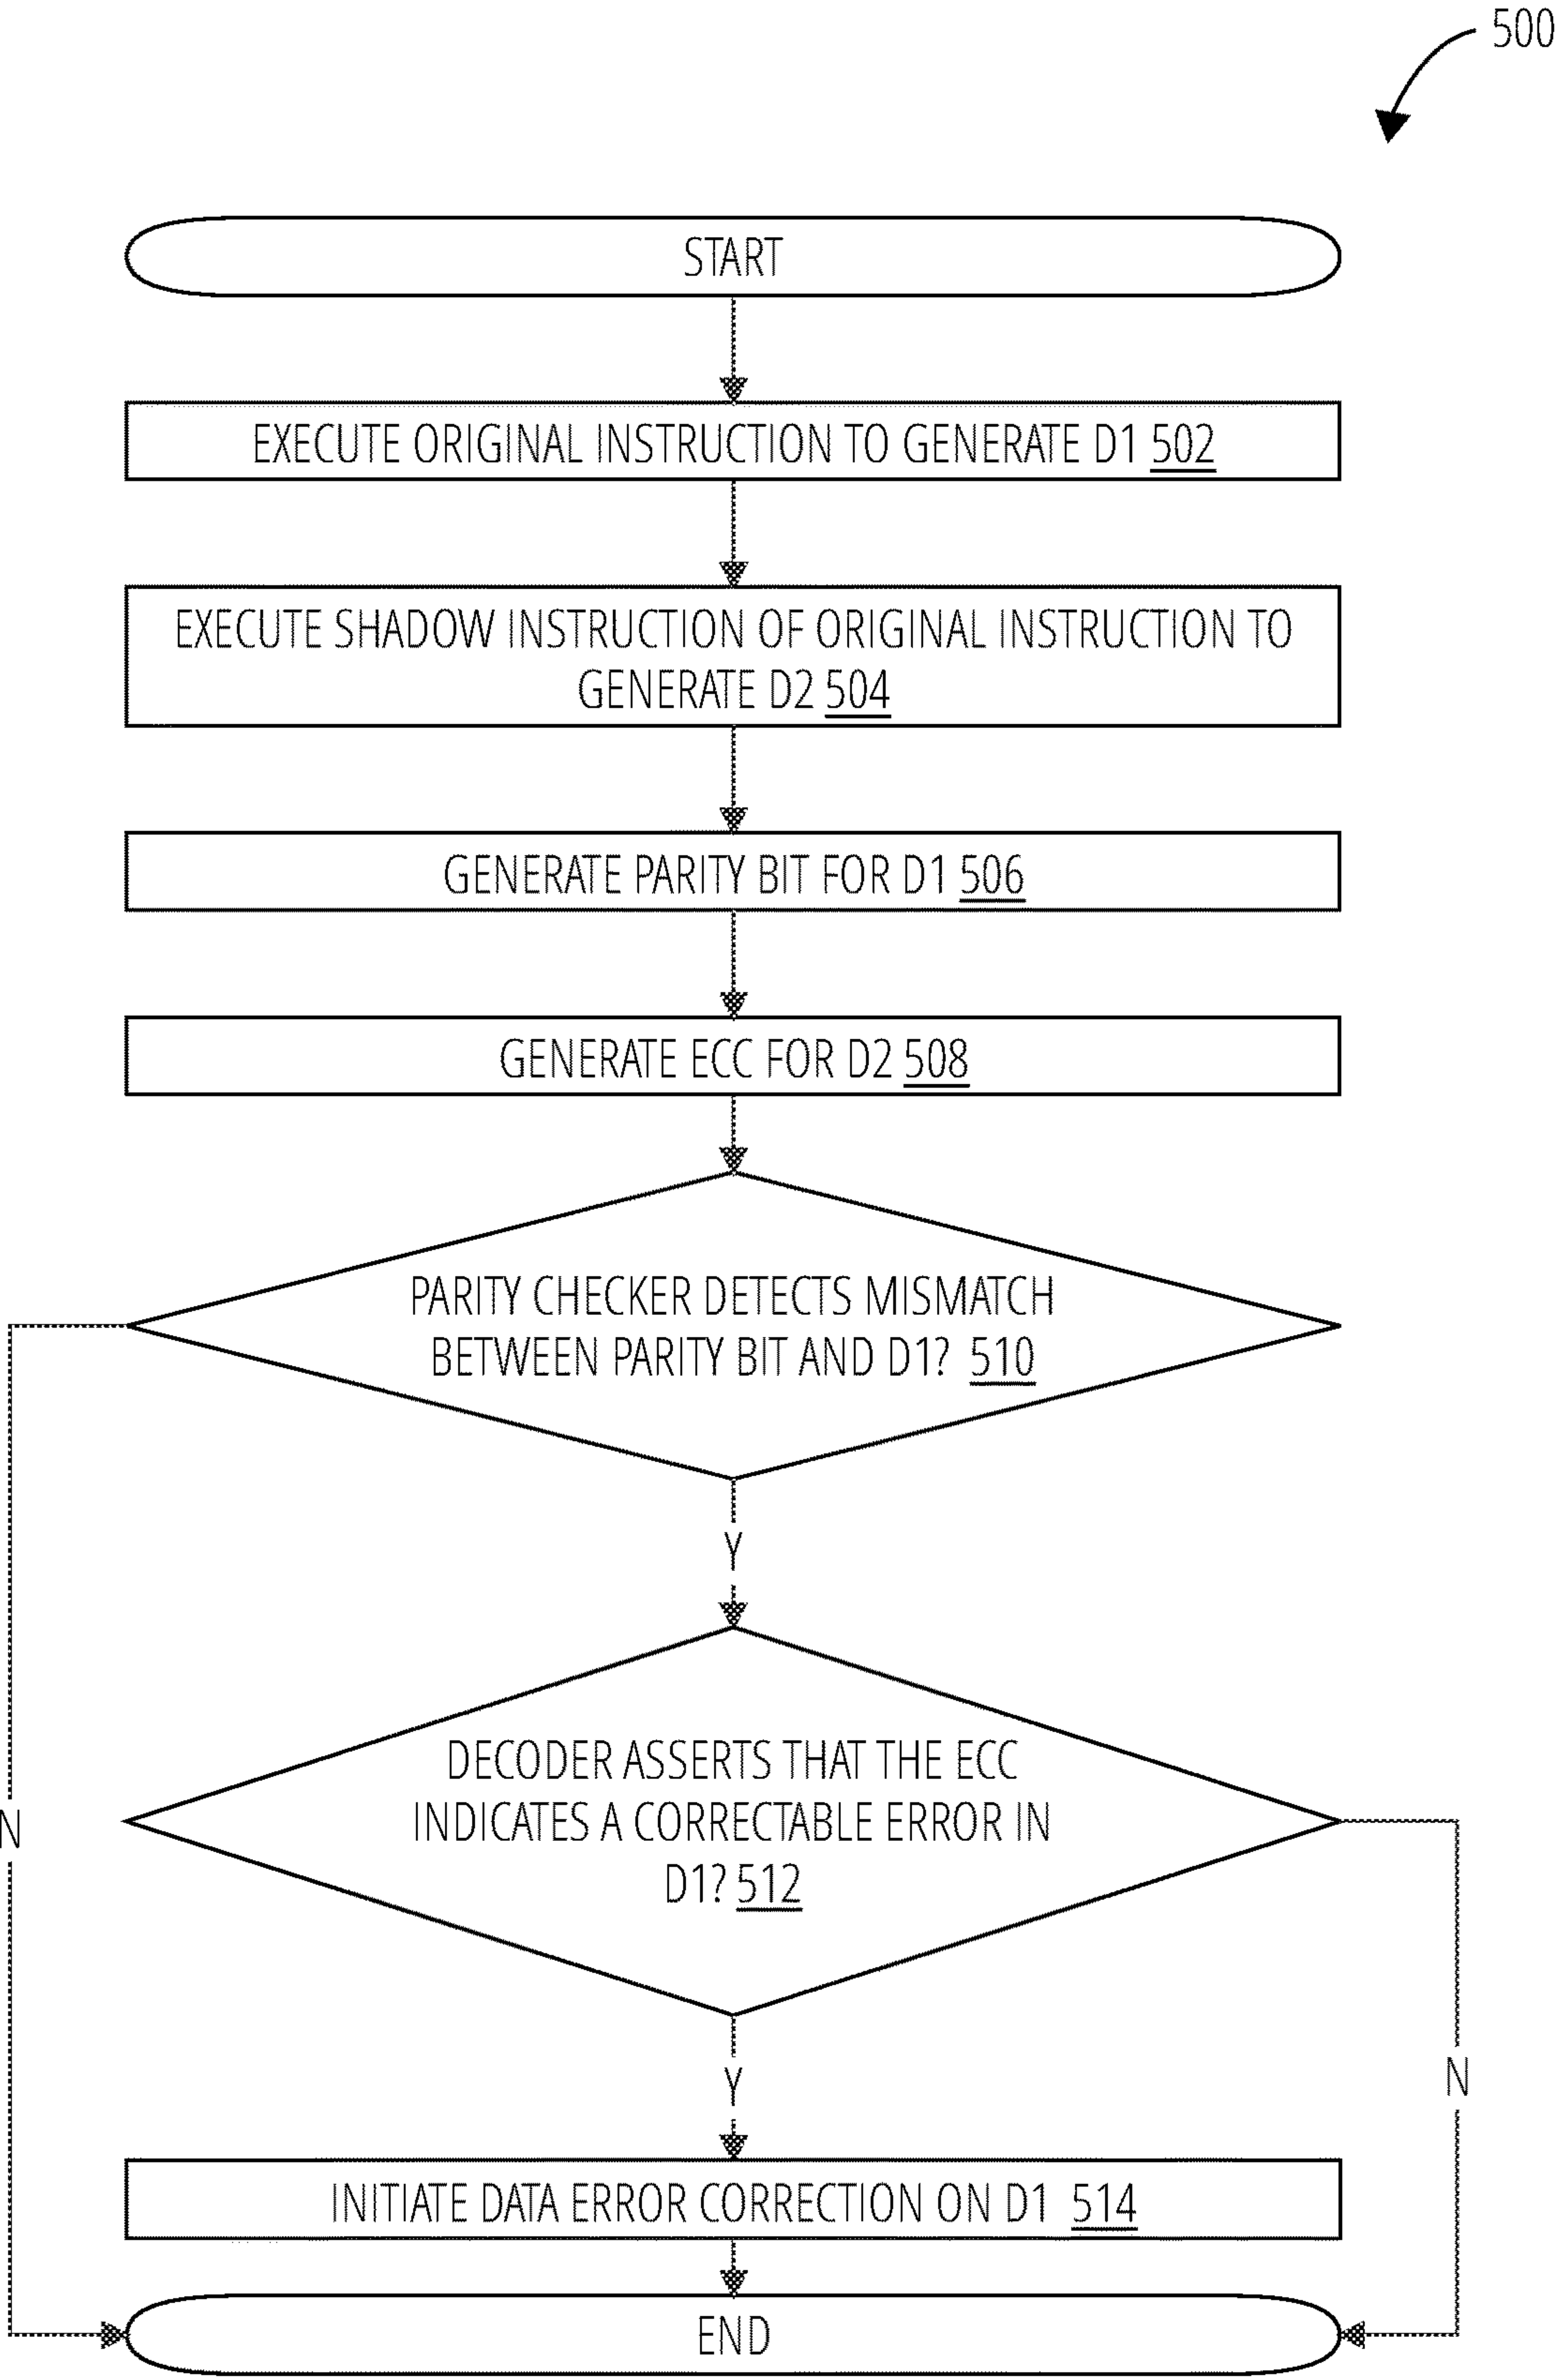 500
START
EXECUTE ORIGINAL INSTRUCTION TO GENERATE D1 502
EXECUTE SHADOW INSTRUCTION OF ORIGINAL INSTRUCTION TO
GENERATE D2 504
GENERATE PARITY BIT FOR D1 506
GENERATE ECC FOR D2 508
PARITY CHECKER DETECTS MISMATCH
BETWEEN PARITY BIT AND D1? 510
Y
DECODER ASSERTS THAT THE ECC
INDICATES A CORRECTABLE ERROR IN
D1? 512
N
Y
N
INITIATE DATA ERROR CORRECTION ON D1 514
END